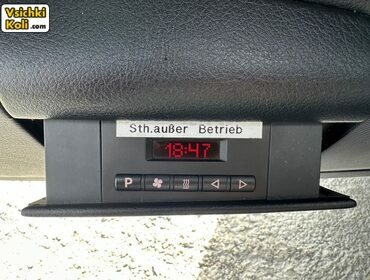 Vsichki
Koli.com
Sth.außer Betrieb
18:47
P